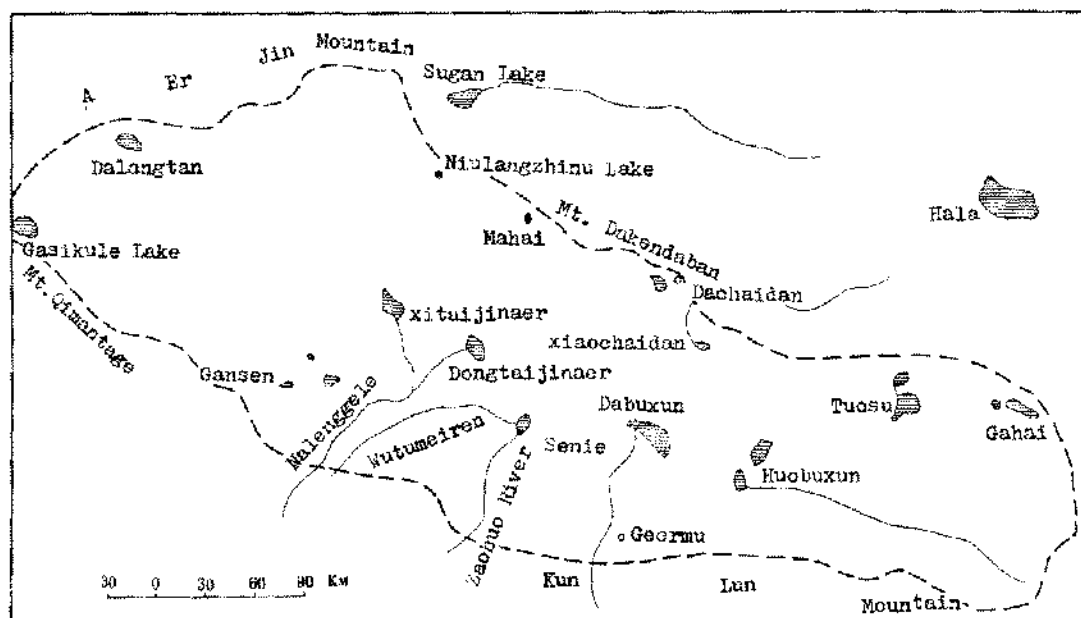 A Er Jin Mountain
Sugan Lake
Dalangtan
Niulangzhinu Lake
Hala
Mahai
Mt. Dakendaban
Gasikule Lake
Mt.Qimantage
Dachaidan
xitaijinaer
xiaochaidan
Gansen
Dongtaijinaer
Nalenggele
Dabuxun
Tuosu
Gahai
Wutumeiren
Senie
Huobuxun
Zaohuo River
Geermu
Kun Lun Mountain
30 0 30 60 90 Км